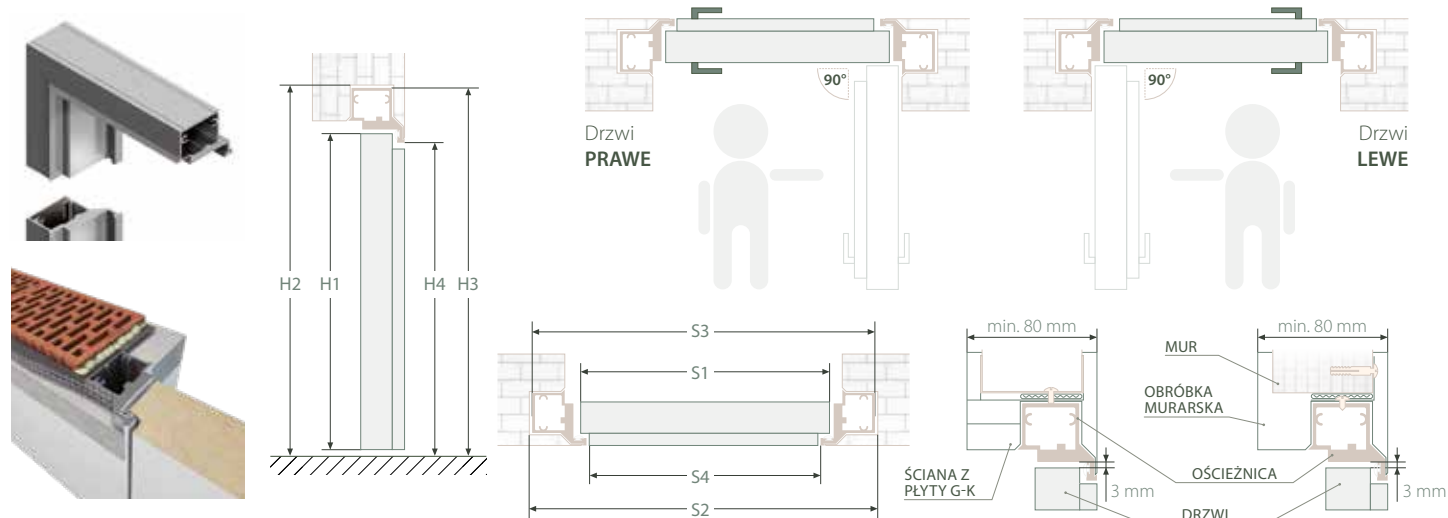 90°
Drzwi
PRAWE
90°
Drzwi
LEWE
H2
H1
H4
H3
S3
S1
S4
S2
min. 80 mm
ŚCIANA Z
PŁYTY G-K
3 mm
MUR
OBRÓBKA
MURARSKA
OŚCIEŻNICA
DRZWI
min. 80 mm
3 mm